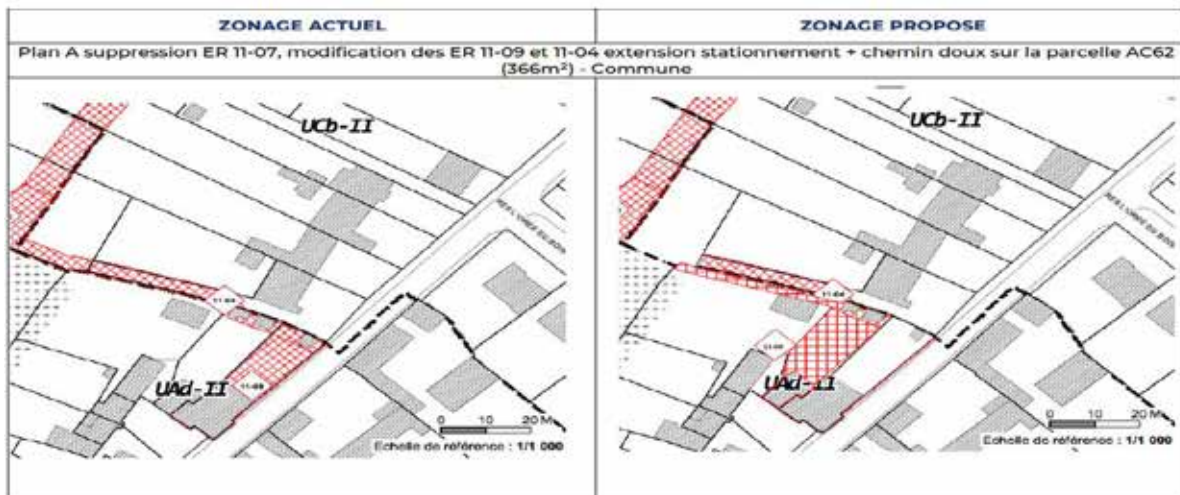 ZONAGE ACTUEL
ZONAGE PROPOSE
Plan A suppression ER 11-07, modification des ER 11-09 et 11-04 extension stationnement + chemin doux sur la parcelle AC62
(366m²) - Commune
UCb-II
11-04
UAd-II
11-09
0 10 20 M
Echelle de référence : 1/1 000
UCb-II
11-04
UAd-II
0 10 20 M
Echelle de référence : 1/1 000